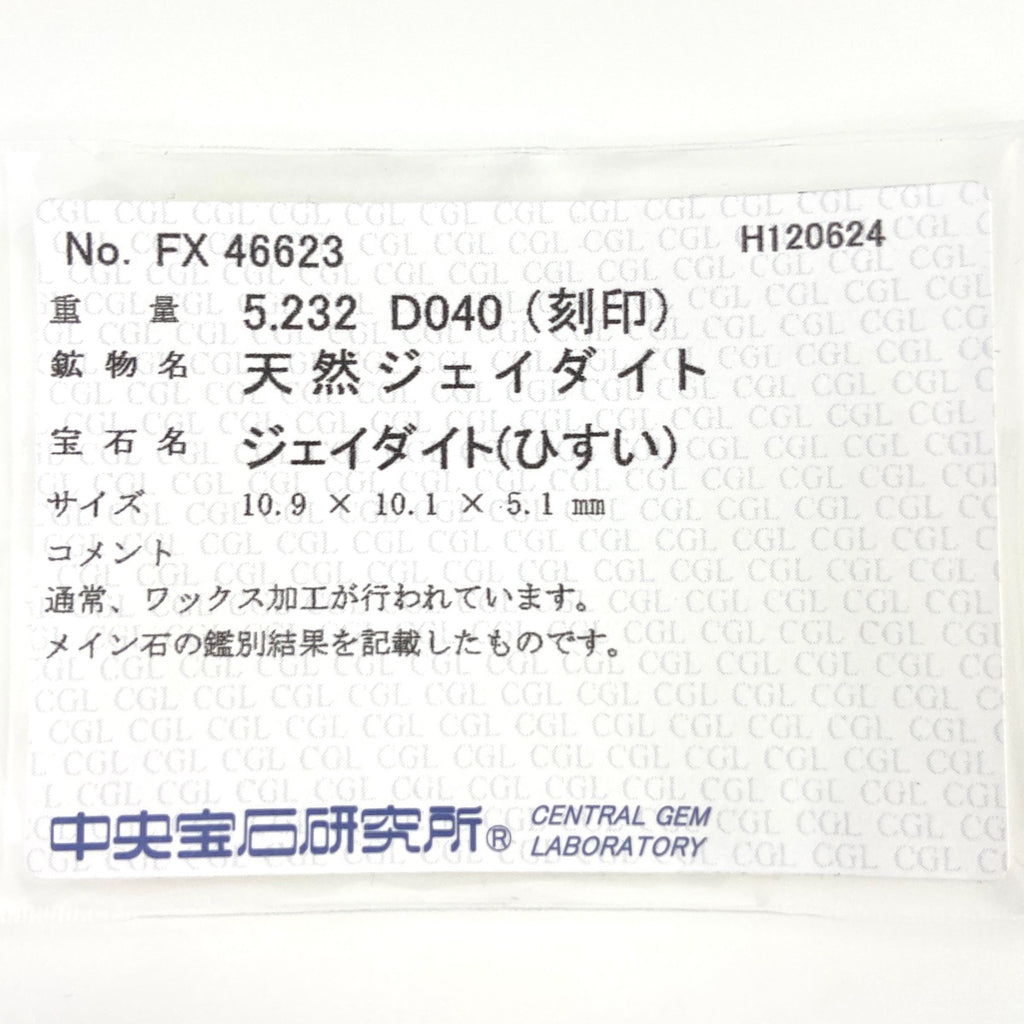 No. FX 46623 H120624
重量 5.232 D040 (刻印)
鉱物名 天然ジェイダイト
宝石名 ジェイダイト(ひすい)
サイズ 10.9 × 10.1 × 5.1 mm
コメント
通常、ワックス加工が行われています。
メイン石の鑑別結果を記載したものです。
中央宝石研究所® CENTRAL GEM
LABORATORY